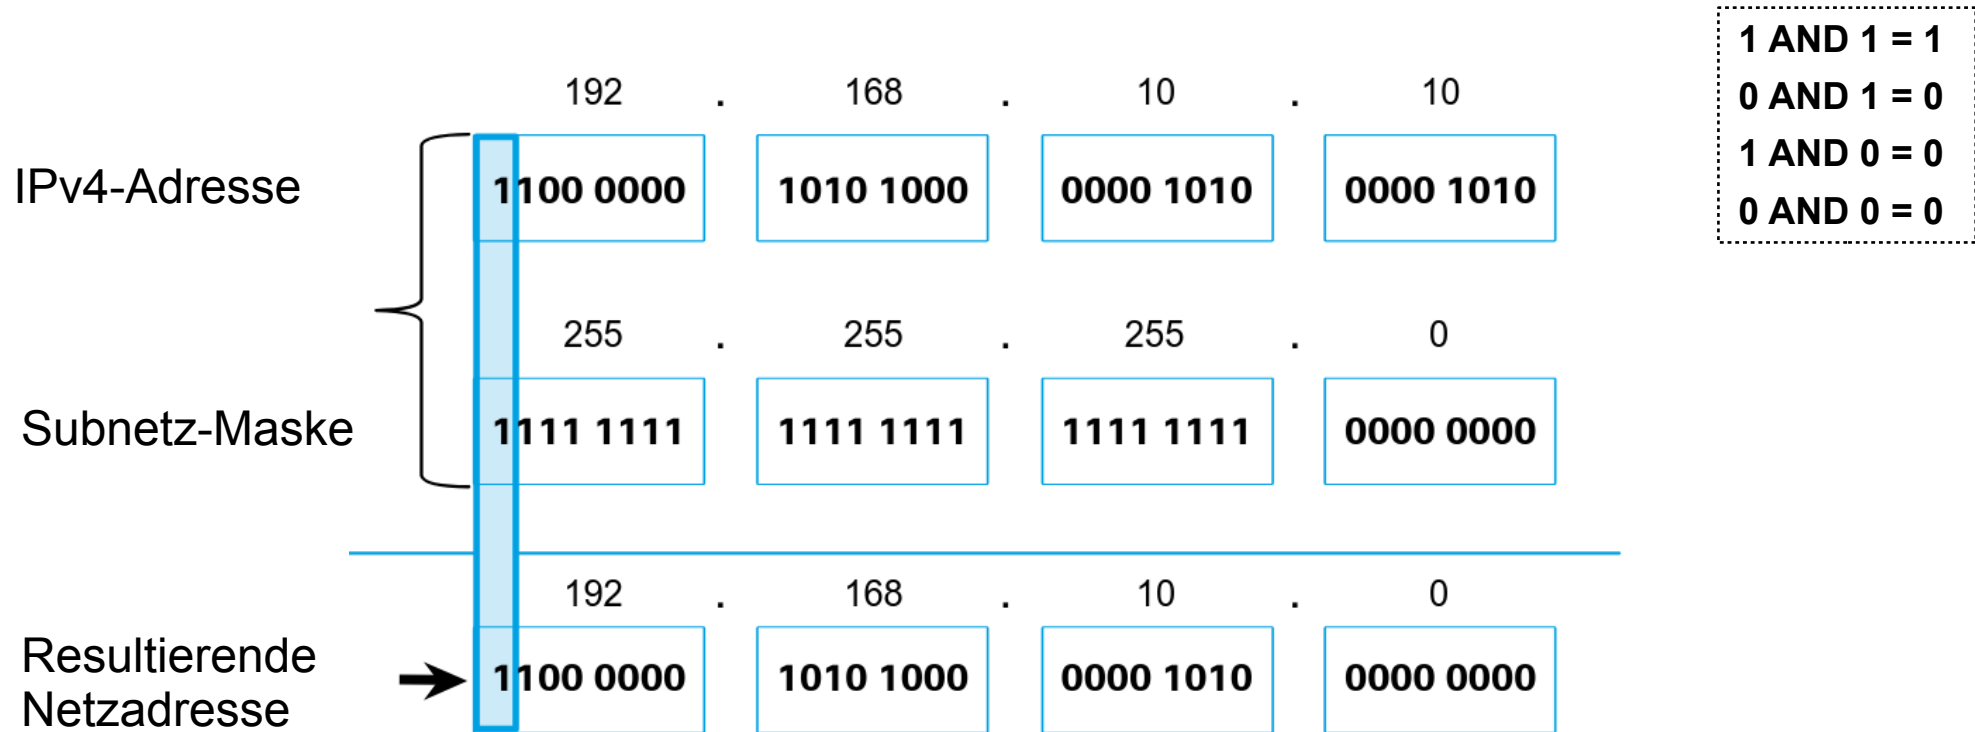 1 AND 1 = 1
0 AND 1 = 0
1 AND 0 = 0
0 AND 0 = 0
192 . 168 . 10 . 10
IPv4-Adresse 1100 0000 1010 1000 0000 1010 0000 1010
255 . 255 . 255 . 0
Subnetz-Maske 1111 1111 1111 1111 1111 1111 0000 0000
192 . 168 . 10 . 0
Resultierende
Netzadresse 1100 0000 1010 1000 0000 1010 0000 0000